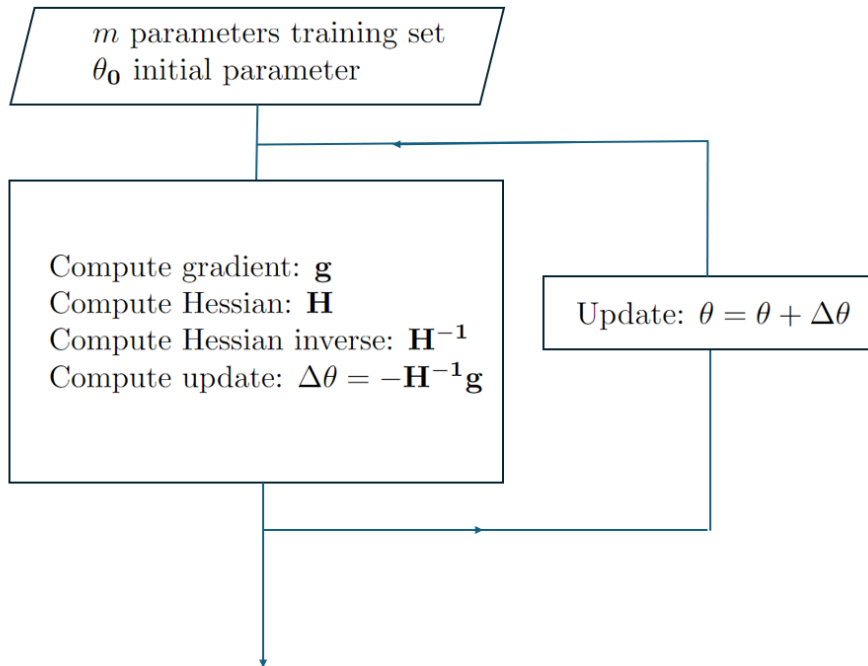 m parameters training set
θ₀ initial parameter
Compute gradient: g
Compute Hessian: H
Compute Hessian inverse: H⁻¹
Compute update: Δθ = −H⁻¹g
Update: θ = θ + Δθ